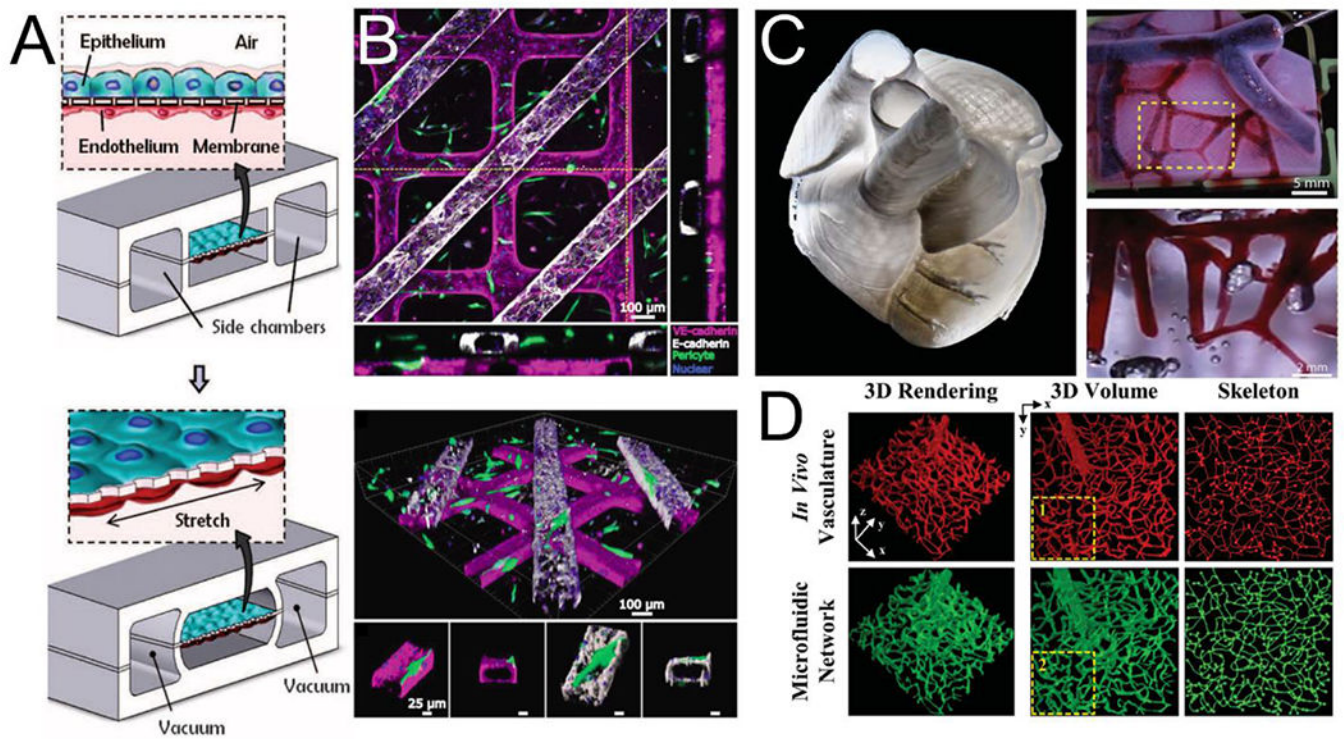 A
Epithelium
Air
Endothelium
Membrane
Side chambers
Stretch
Vacuum
Vacuum
B
100 µm
VE-cadherin
E-cadherin
Pericyte
Nuclear
100 µm
25 µm
C
5 mm
2 mm
D
3D Rendering
3D Volume
Skeleton
x
y
In Vivo
Vasculature
z
y
x
1
Microfluidic
Network
2